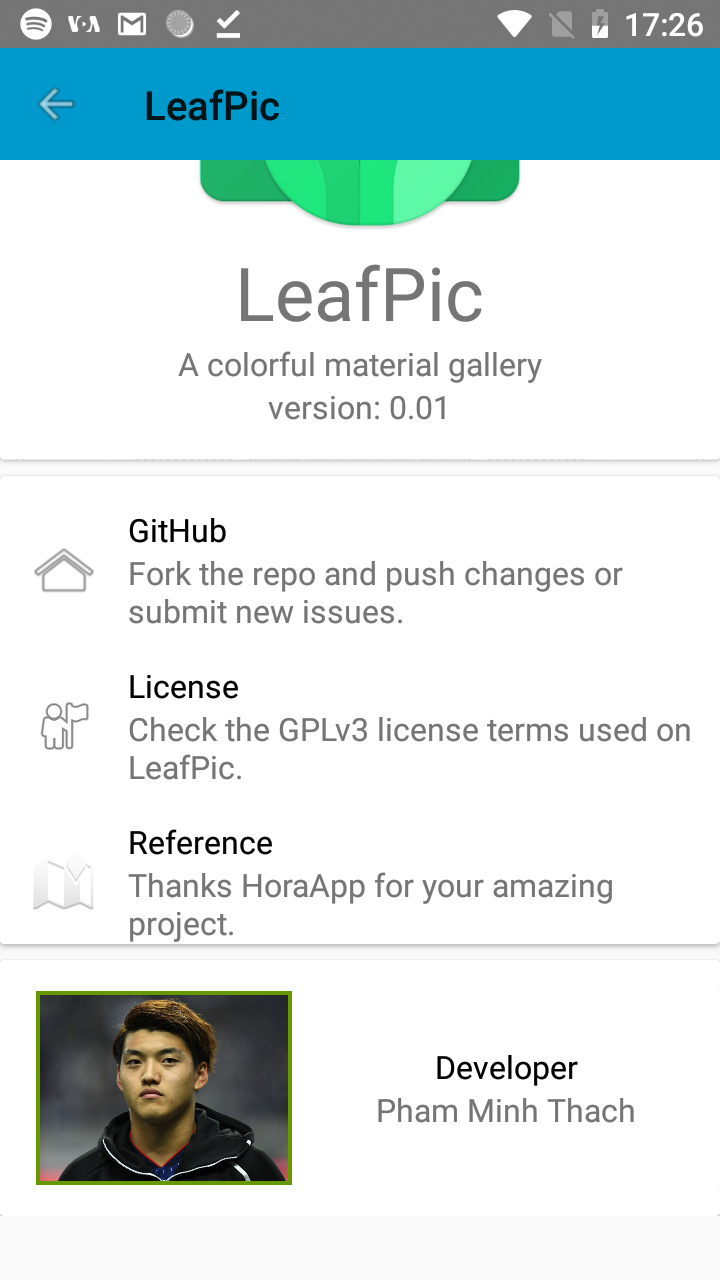 VOA
17:26
LeafPic
LeafPic
A colorful material gallery
version: 0.01
GitHub
Fork the repo and push changes or
submit new issues.
License
Check the GPLv3 license terms used on
LeafPic.
Reference
Thanks HoraApp for your amazing
project.
Developer
Pham Minh Thach